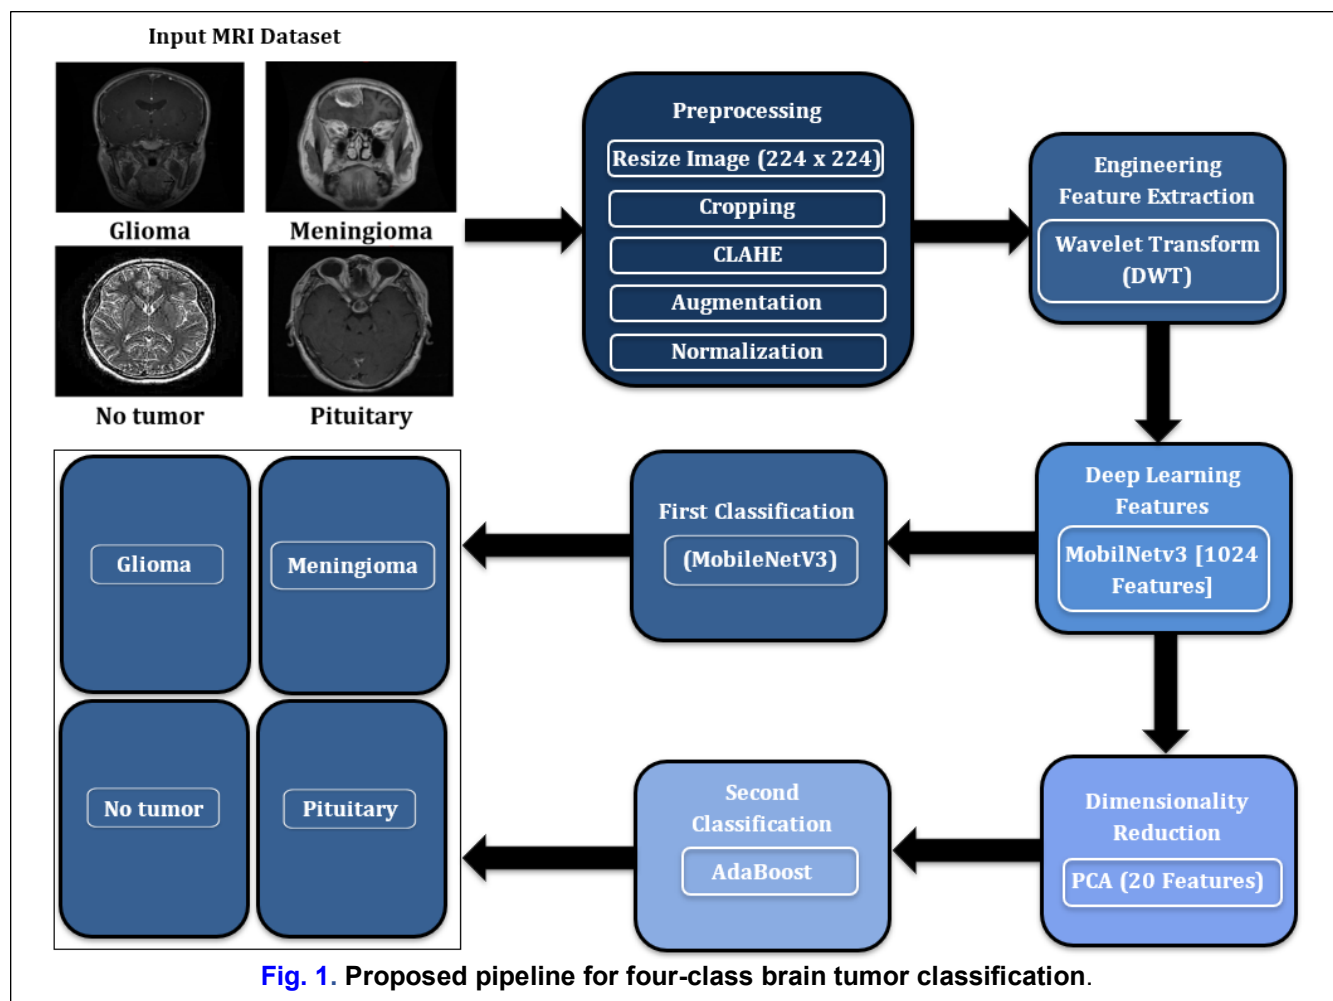 Input MRI Dataset
Glioma
Meningioma
No tumor
Pituitary
Preprocessing
Resize Image (224 x 224)
Cropping
CLAHE
Augmentation
Normalization
Engineering
Feature Extraction
Wavelet Transform
(DWT)
Deep Learning
Features
MobilNetv3 [1024
Features]
First Classification
(MobileNetV3)
Dimensionality
Reduction
PCA (20 Features)
Second
Classification
AdaBoost
Glioma
Meningioma
No tumor
Pituitary
Fig. 1. Proposed pipeline for four-class brain tumor classification.